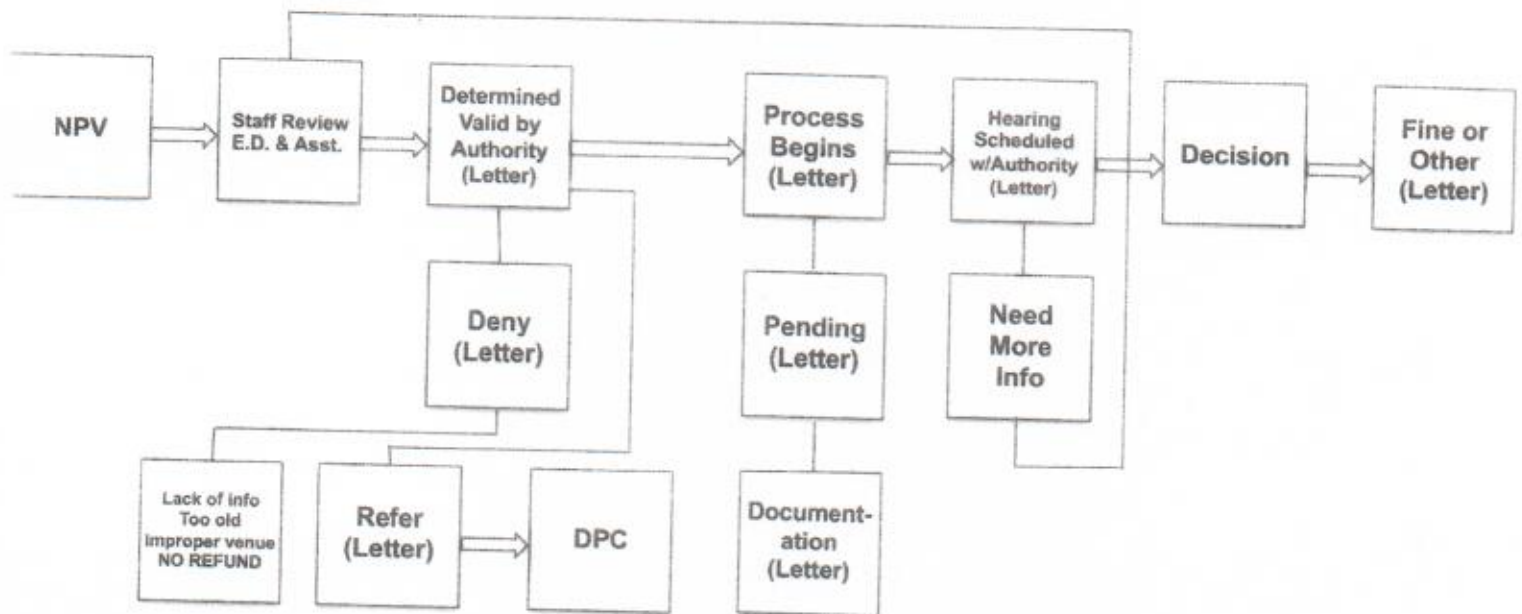 NPV
Staff Review
E.D. & Asst.
Determined
Valid by
Authority
(Letter)
Process
Begins
(Letter)
Hearing
Scheduled
w/Authority
(Letter)
Decision
Fine or
Other
(Letter)
Deny
(Letter)
Pending
(Letter)
Need
More
Info
Lack of info
Too old
Improper venue
NO REFUND
Refer
(Letter)
DPC
Document-
ation
(Letter)